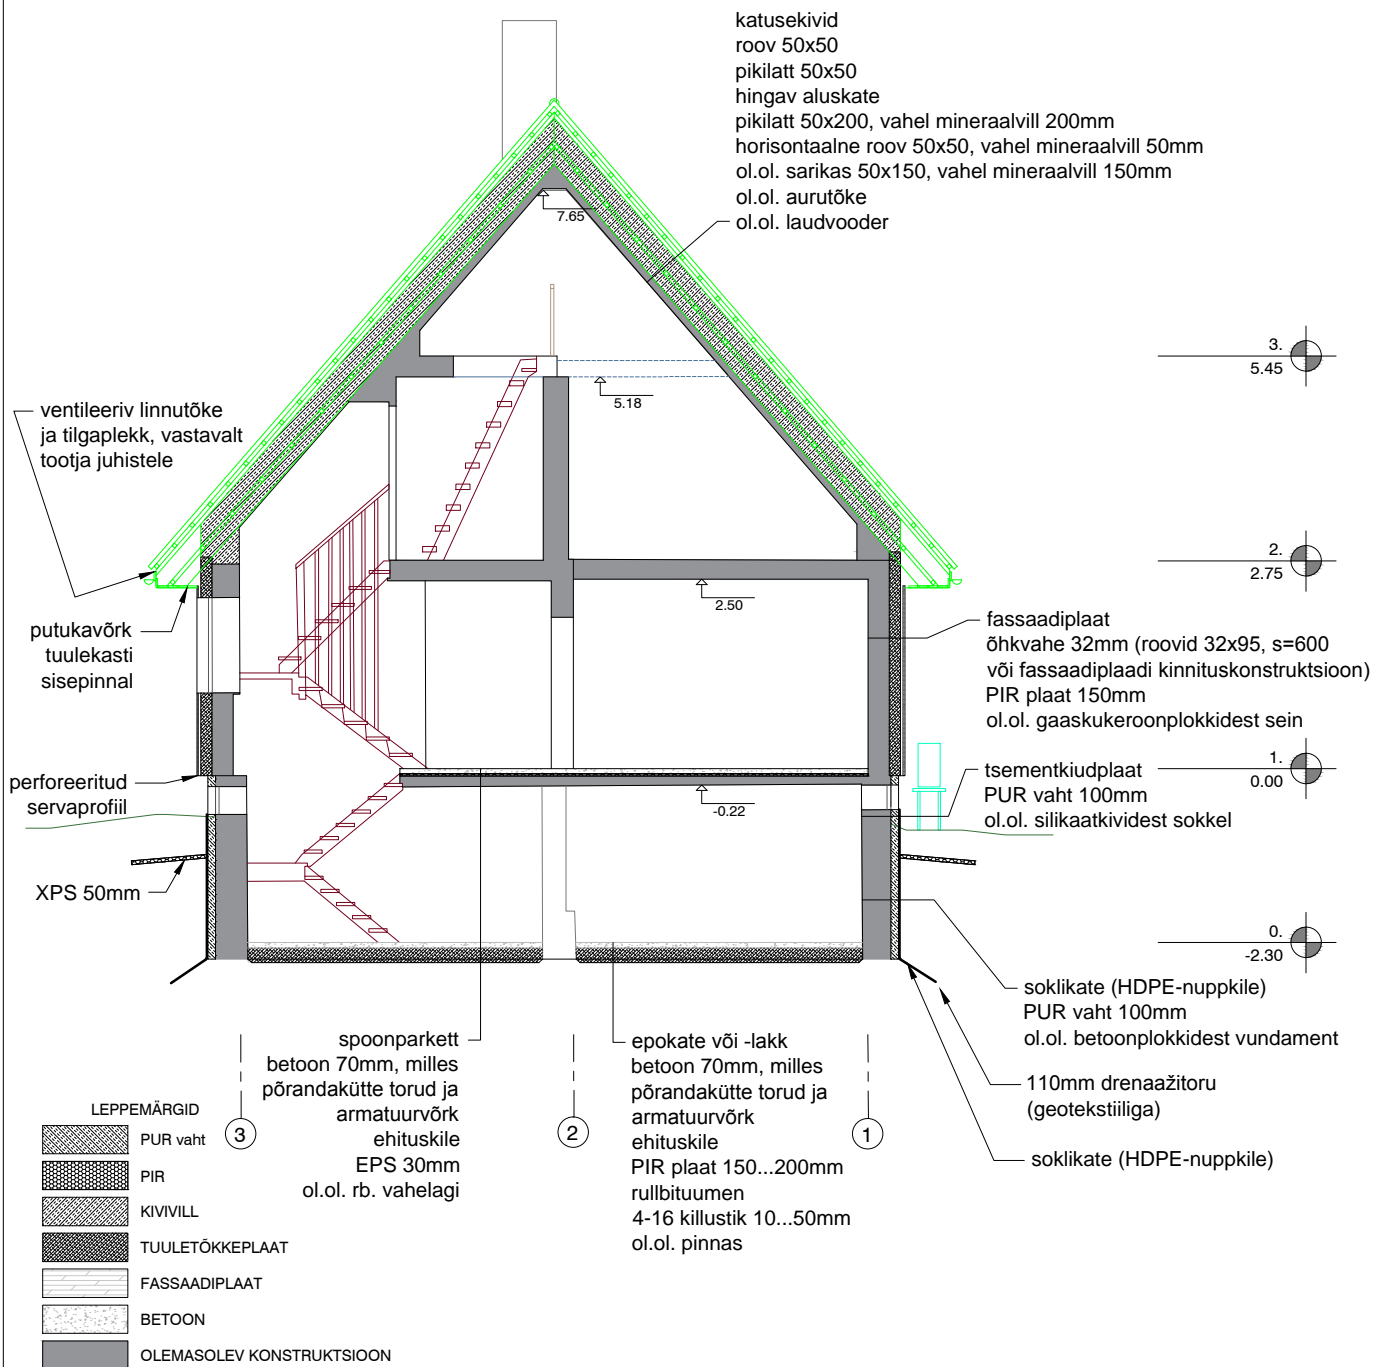 katusekivid
roov 50x50
pikilatt 50x50
hingav aluskate
pikilatt 50x200, vahel mineraalvill 200mm
horisontaalne roov 50x50, vahel mineraalvill 50mm
ol.ol. sarikas 50x150, vahel mineraalvill 150mm
ol.ol. aurutõke
ol.ol. laudvooder
7.65
3.
5.45
5.18
ventileeriv linnutõke
ja tilgaplekk, vastavalt
tootja juhistele
2.
2.75
2.50
putukavõrk
tuulekasti
sisepinnal
fassaadiplaat
õhkvahe 32mm (roovid 32x95, s=600
või fassaadiplaadi kinnituskonstruktsioon)
PIR plaat 150mm
ol.ol. gaaskukeroonplokkidest sein
perforeeritud
servaprofiil
tsementkiudplaat
PUR vaht 100mm
ol.ol. silikaatkividest sokkel
1.
0.00
-0.22
XPS 50mm
0.
-2.30
soklikate (HDPE-nuppkile)
PUR vaht 100mm
ol.ol. betoonplokkidest vundament
110mm drenaažitoru
(geotekstiiliga)
soklikate (HDPE-nuppkile)
spoonparkett
betoon 70mm, milles
põrandakütte torud ja
armatuurvõrk
ehituskile
EPS 30mm
ol.ol. rb. vahelagi
epokate või -lakk
betoon 70mm, milles
põrandakütte torud ja
armatuurvõrk
ehituskile
PIR plaat 150...200mm
rullbituumen
4-16 killustik 10...50mm
ol.ol. pinnas
3
2
1
LEPPEMÄRGID
PUR vaht
PIR
KIVIVILL
TUULETÕKKEPLAAT
FASSAADIPLAAT
BETOON
OLEMASOLEV KONSTRUKTSIOON